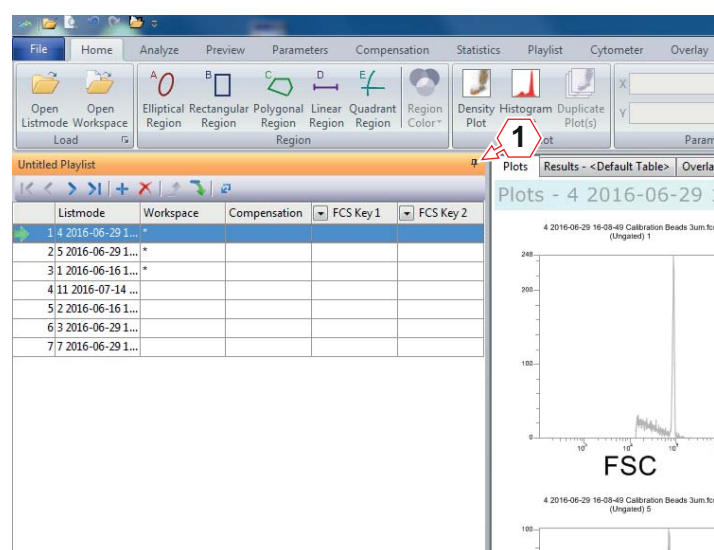 File Home Analyze Preview Parameters Compensation Statistics Playlist Cytometer Overlay
A B C D E
Open Listmode Open Workspace Elliptical Region Rectangular Region Polygonal Region Linear Region Quadrant Region Region Color Density Plot Histogram Duplicate Plot(s) X Y
Load Region ot Param
1
Untitled Playlist
Plots Results - <Default Table> Overla
Plots - 4 2016-06-29
Listmode Workspace Compensation FCS Key 1 FCS Key 2
1 4 2016-06-29 1... *
2 5 2016-06-29 1... *
3 1 2016-06-16 1... *
4 11 2016-07-14 ...
5 2 2016-06-16 1...
6 3 2016-06-29 1...
7 7 2016-06-29 1...
4 2016-06-29 16-08-49 Calibration Beads 3um.fc
(Ungated) 1
248
200
100
0
FSC
4 2016-06-29 16-08-49 Calibration Beads 3um.fc
(Ungated) 5
100